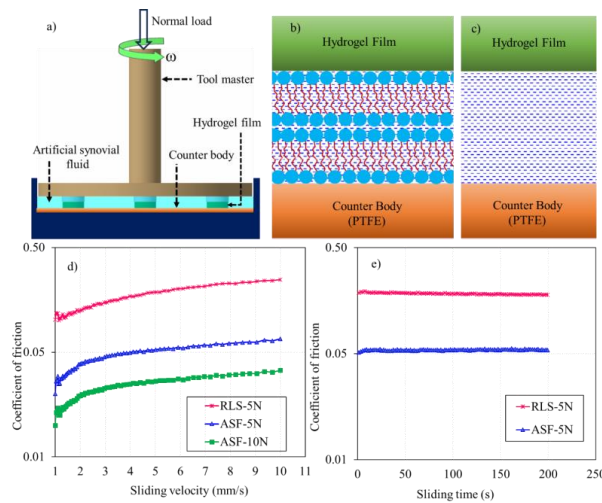 a)
Normal load
ω
Tool master
Hydrogel film
Artificial synovial
fluid
Counter body
b)
Hydrogel Film
Counter Body
(PTFE)
c)
Hydrogel Film
Counter Body
(PTFE)
d)
Coefficient of friction
0.50
0.05
0.01
RLS-5N
ASF-5N
ASF-10N
1 2 3 4 5 6 7 8 9 10 11
Sliding velocity (mm/s)
e)
Coefficient of friction
0.50
0.05
0.01
RLS-5N
ASF-5N
0 50 100 150 200 250
Sliding time (s)